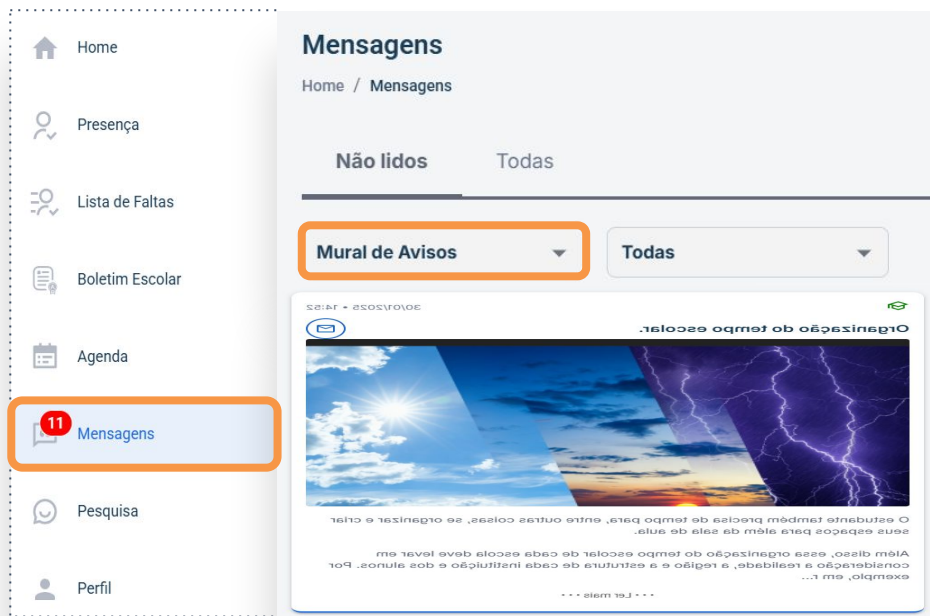 Home
Presença
Lista de Faltas
Boletim Escolar
Agenda
11
Mensagens
Pesquisa
Perfil
Mensagens
Home / Mensagens
Não lidos Todas
Mural de Avisos Todas
30/01/2025 • 14:52
Organização do tempo escolar.
O estudante também precisa de tempo para, entre outras coisas, se organizar e criar
seus espaços para além da sala de aula.
Além disso, essa organização do tempo escolar de cada escola deve levar em
consideração a realidade, a região e a estrutura de cada instituição e dos alunos. Por
exemplo, em r...
• • • Ler mais • • •